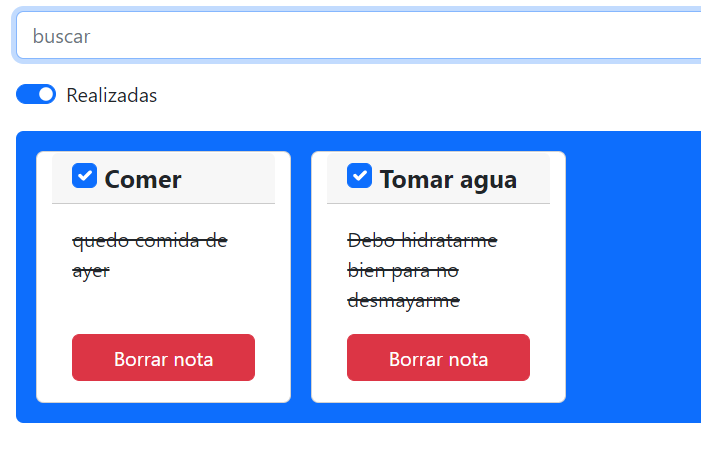 buscar
Realizadas
Comer
quedo comida de
ayer
Borrar nota
Tomar agua
Debo hidratarme
bien para no
desmayarme
Borrar nota